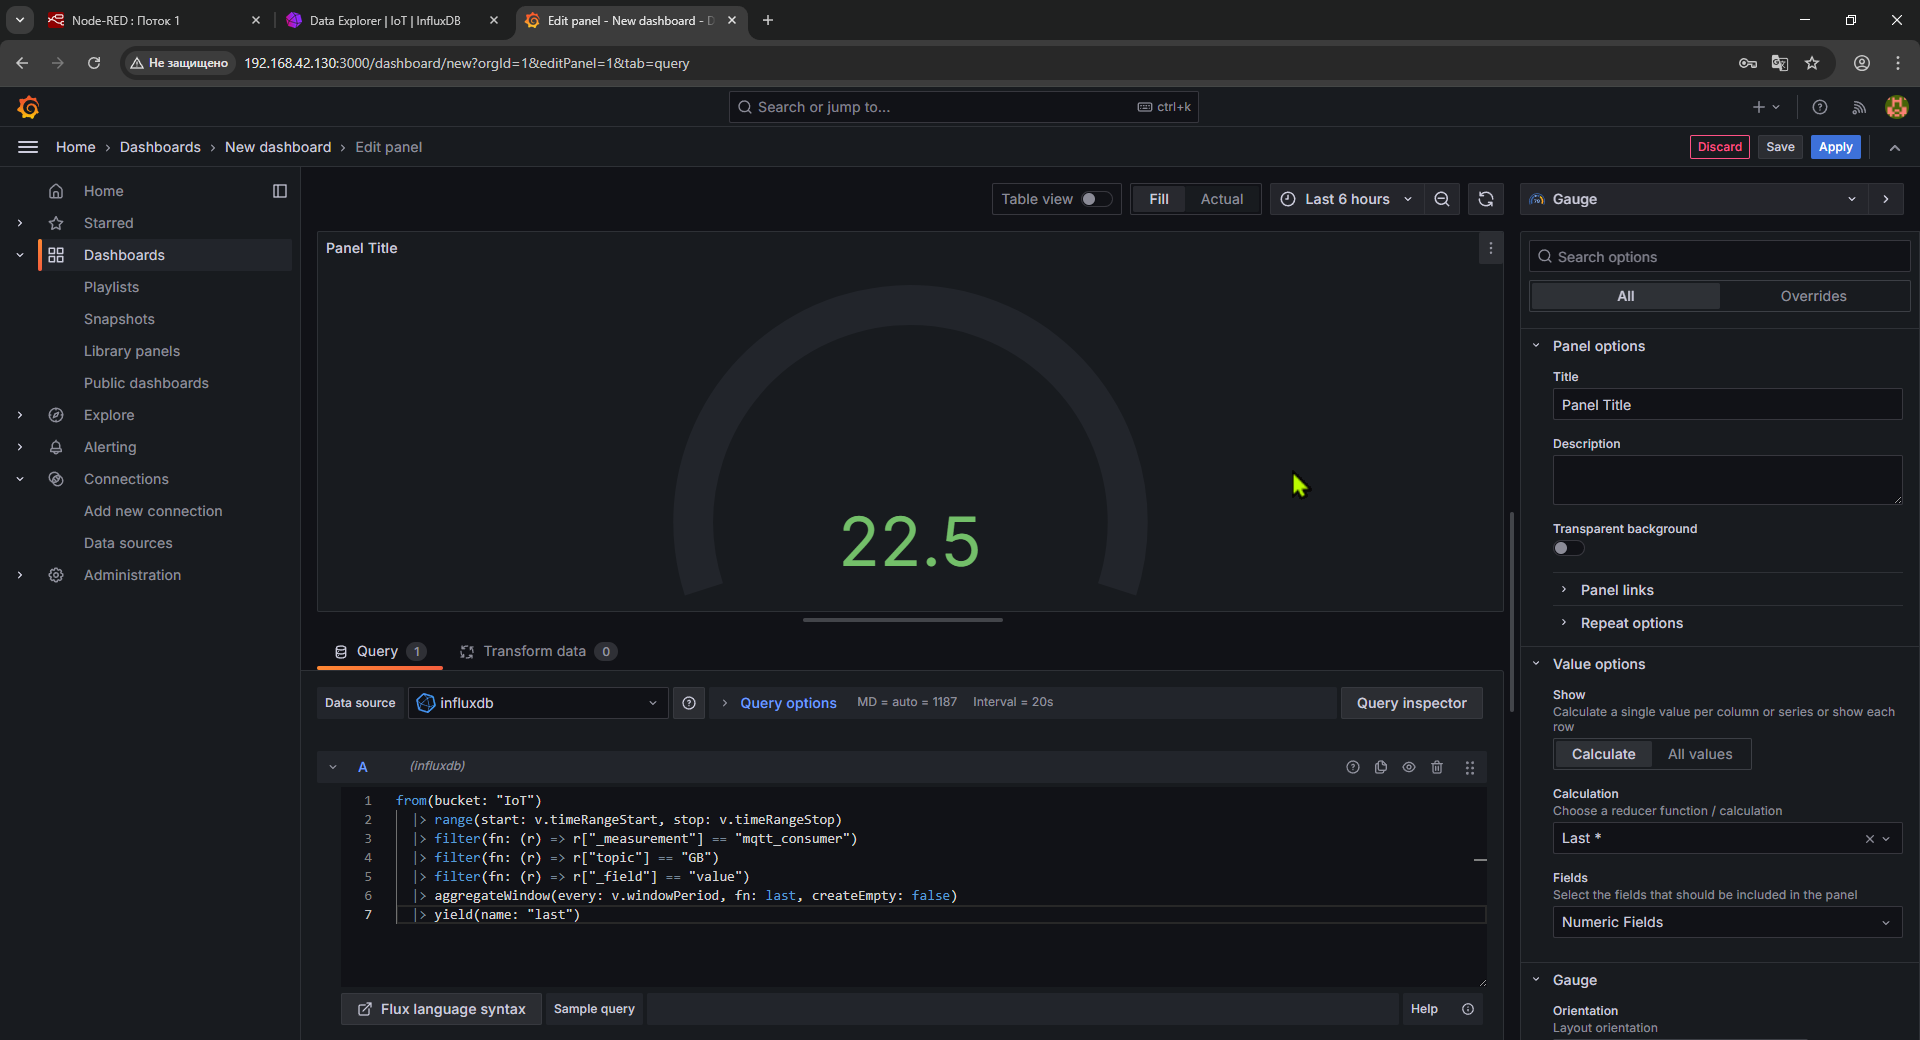 Node-RED : Поток 1
Data Explorer | IoT | InfluxDB
Edit panel - New dashboard - D
Не защищено
192.168.42.130:3000/dashboard/new?orgId=1&editPanel=1&tab=query
Search or jump to...
ctrl+k
Home › Dashboards › New dashboard › Edit panel
Discard
Save
Apply
Home
Starred
Dashboards
Playlists
Snapshots
Library panels
Public dashboards
Explore
Alerting
Connections
Add new connection
Data sources
Administration
Table view
Fill
Actual
Last 6 hours
Panel Title
22.5
Query 1
Transform data 0
Data source
influxdb
Query options
MD = auto = 1187
Interval = 20s
Query inspector
A
(influxdb)
1 from(bucket: "IoT")
2 |> range(start: v.timeRangeStart, stop: v.timeRangeStop)
3 |> filter(fn: (r) => r["_measurement"] == "mqtt_consumer")
4 |> filter(fn: (r) => r["topic"] == "GB")
5 |> filter(fn: (r) => r["_field"] == "value")
6 |> aggregateWindow(every: v.windowPeriod, fn: last, createEmpty: false)
7 |> yield(name: "last")
Flux language syntax
Sample query
Help
Gauge
Search options
All
Overrides
Panel options
Title
Panel Title
Description
Transparent background
Panel links
Repeat options
Value options
Show
Calculate a single value per column or series or show each
row
Calculate
All values
Calculation
Choose a reducer function / calculation
Last *
Fields
Select the fields that should be included in the panel
Numeric Fields
Gauge
Orientation
Layout orientation